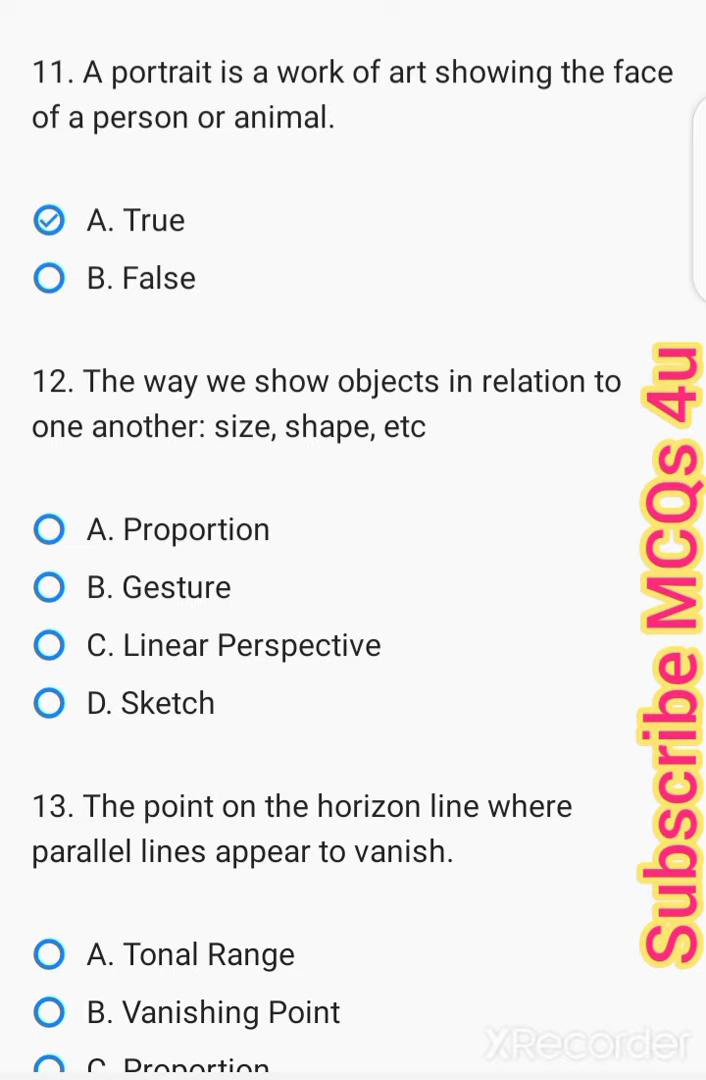 11. A portrait is a work of art showing the face
of a person or animal.
A. True
B. False
12. The way we show objects in relation to
one another: size, shape, etc
A. Proportion
B. Gesture
C. Linear Perspective
D. Sketch
13. The point on the horizon line where
parallel lines appear to vanish.
A. Tonal Range
B. Vanishing Point
C. Proportion
Subscribe MCQs 4u
XRecorder